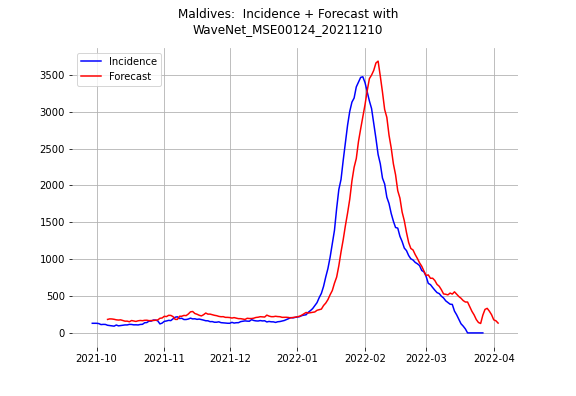 Maldives:  Incidence + Forecast with
WaveNet_MSE00124_20211210
Incidence
Forecast
3500
3000
2500
2000
1500
1000
500
0
2021-10 2021-11 2021-12 2022-01 2022-02 2022-03 2022-04